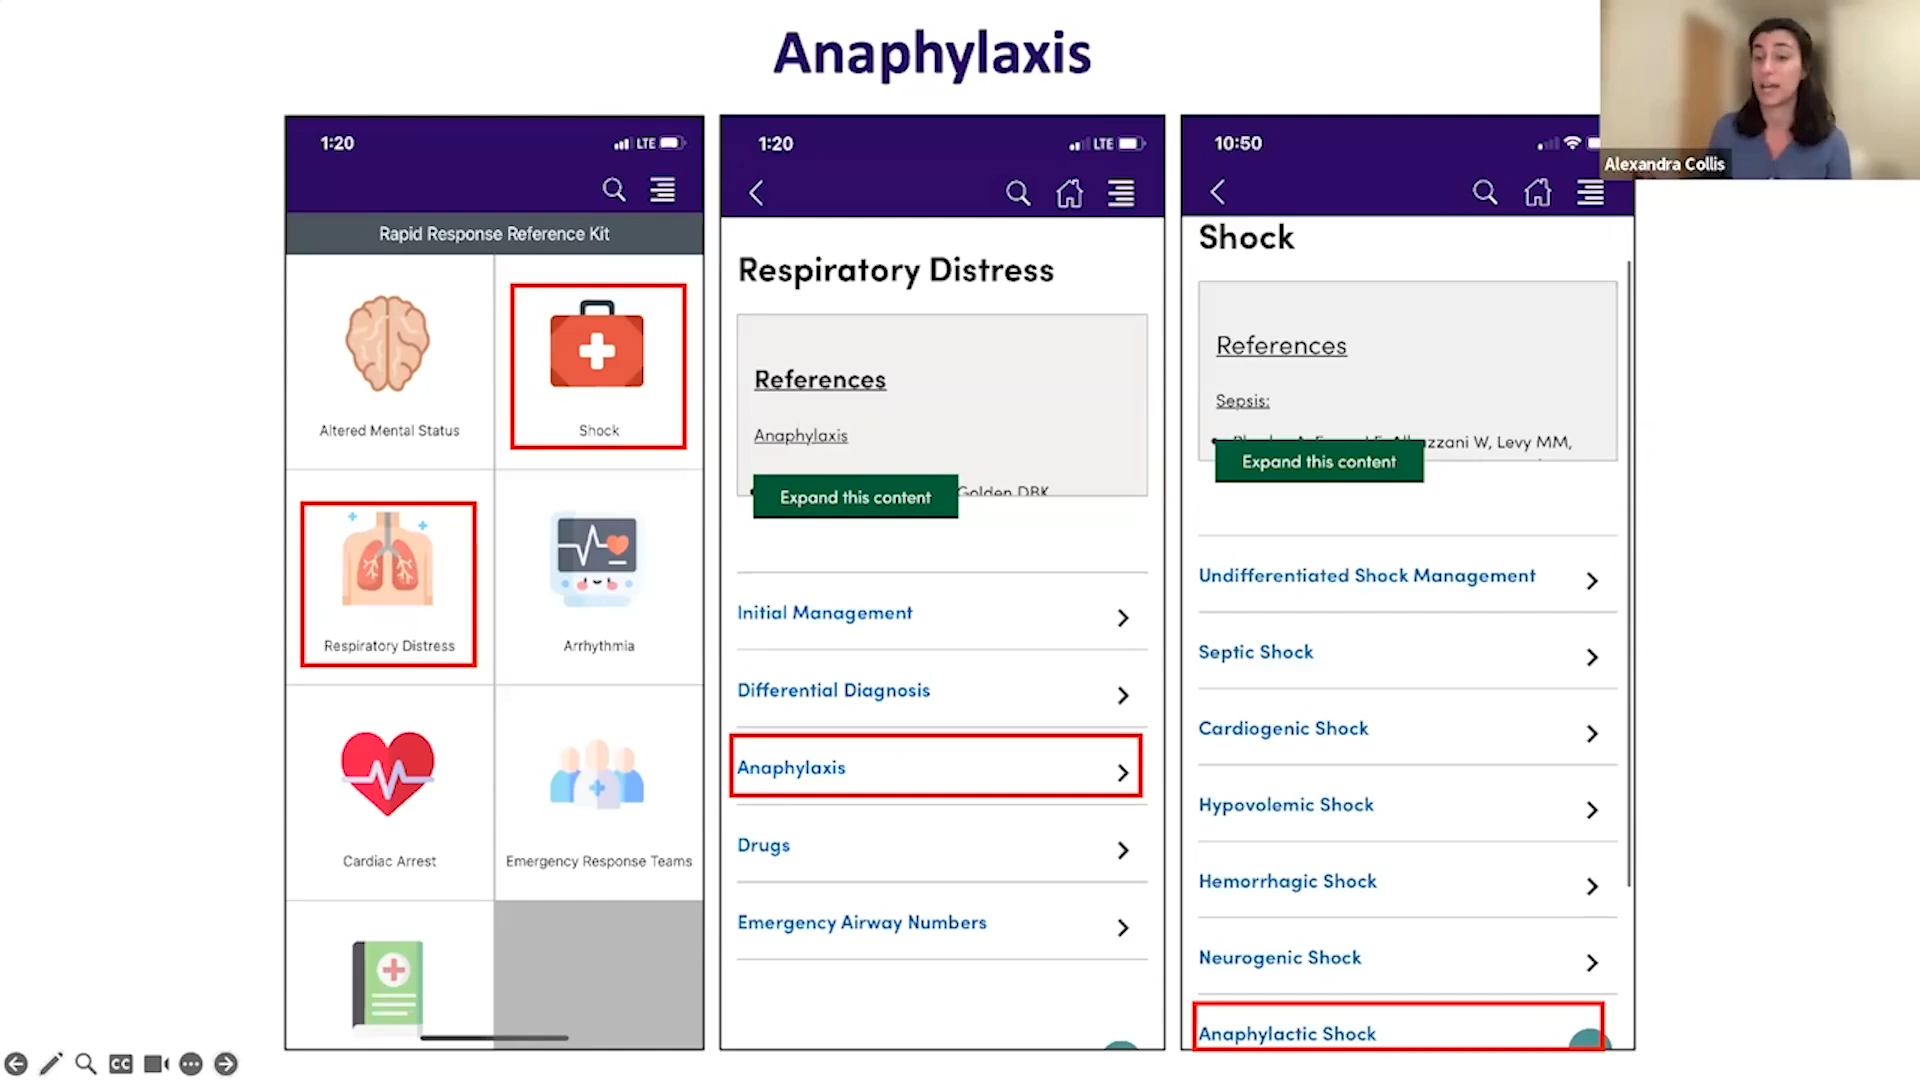 Anaphylaxis
Alexandra Collis
1:20
LTE
Rapid Response Reference Kit
Altered Mental Status
Shock
Respiratory Distress
Arrhythmia
Cardiac Arrest
Emergency Response Teams
1:20
LTE
Respiratory Distress
References
Anaphylaxis
Golden DBK
Expand this content
Initial Management
Differential Diagnosis
Anaphylaxis
Drugs
Emergency Airway Numbers
10:50
Shock
References
Sepsis:
W, Levy MM,
Expand this content
Undifferentiated Shock Management
Septic Shock
Cardiogenic Shock
Hypovolemic Shock
Hemorrhagic Shock
Neurogenic Shock
Anaphylactic Shock
CC